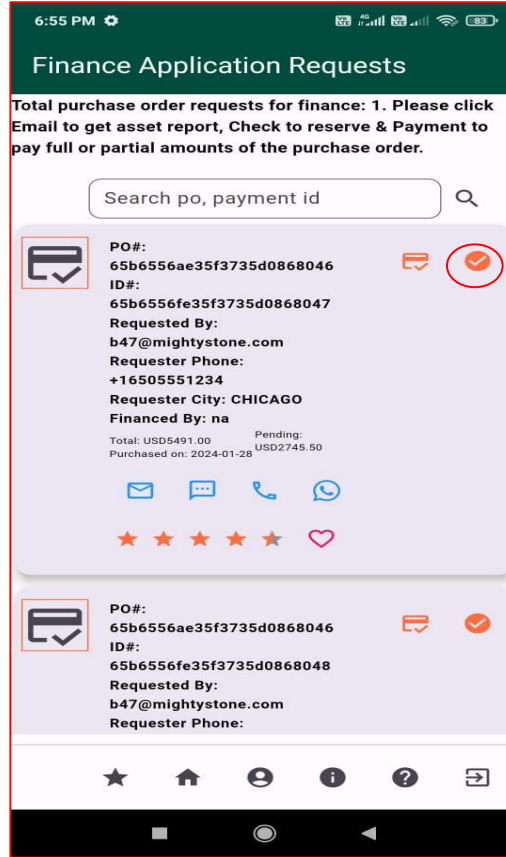 6:55 PM
4G
83
Finance Application Requests
Total purchase order requests for finance: 1. Please click
Email to get asset report, Check to reserve & Payment to
pay full or partial amounts of the purchase order.
Search po, payment id
PO#:
65b6556ae35f3735d0868046
ID#:
65b6556fe35f3735d0868047
Requested By:
b47@mightystone.com
Requester Phone:
+16505551234
Requester City: CHICAGO
Financed By: na
Total: USD5491.00
Pending:
USD2745.50
Purchased on: 2024-01-28
PO#:
65b6556ae35f3735d0868046
ID#:
65b6556fe35f3735d0868048
Requested By:
b47@mightystone.com
Requester Phone: